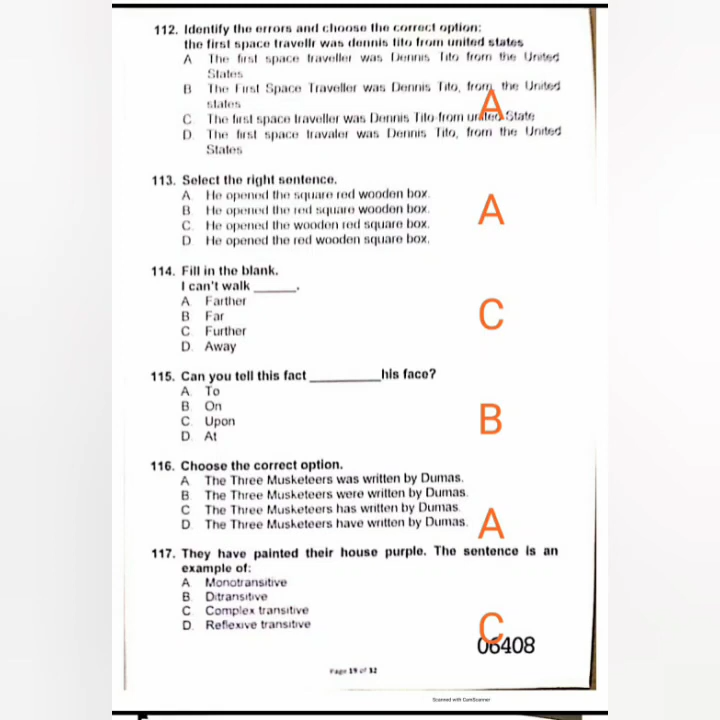 112. Identify the errors and choose the correct option:
the first space travellr was dennis tito from united states
A The first space traveller was Dennis Tito from the United
States
B The First Space Traveller was Dennis Tito, from the United
states
A
C The first space traveller was Dennis Tito from united State
D. The first space travaler was Dennis Tito, from the United
States
113. Select the right sentence.
A. He opened the square red wooden box.
B He opened the red square wooden box.
C. He opened the wooden red square box.
D. He opened the red wooden square box.
A
114. Fill in the blank.
I can't walk ______.
A. Farther
B Far
C. Further
D. Away
C
115. Can you tell this fact __________his face?
A. To
B. On
C. Upon
D. At
B
116. Choose the correct option.
A The Three Musketeers was written by Dumas.
B. The Three Musketeers were written by Dumas.
C The Three Musketeers has written by Dumas.
D. The Three Musketeers have written by Dumas.
A
117. They have painted their house purple. The sentence is an
example of:
A. Monotransitive
B. Ditransitive
C. Complex transitive
D. Reflexive transitive
C
06408
Page 19 of 32
Scanned with CamScanner